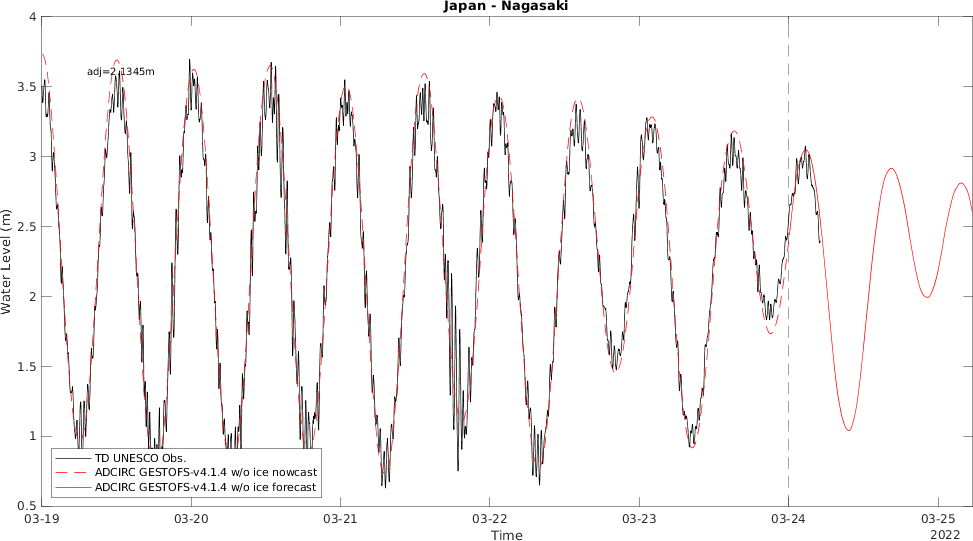 Japan - Nagasaki
4
3.5
3
2.5
2
1.5
1
0.5
Water Level (m)
adj=2.1345m
TD UNESCO Obs.
ADCIRC GESTOFS-v4.1.4 w/o ice nowcast
ADCIRC GESTOFS-v4.1.4 w/o ice forecast
03-19
03-20
03-21
03-22
03-23
03-24
03-25
Time
2022